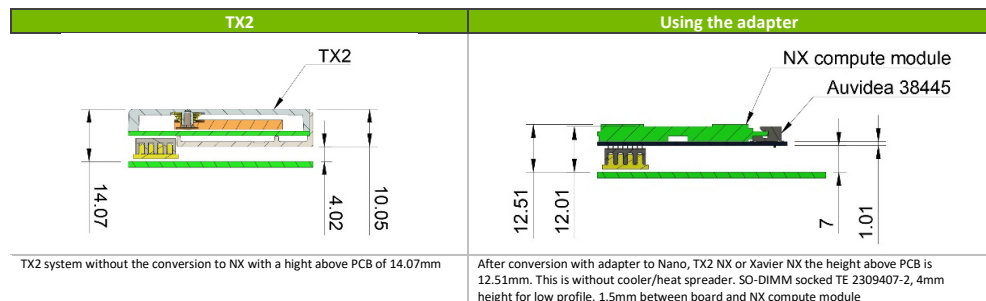 TX2
Using the adapter
TX2
14.07
4.02
10.05
NX compute module
Auvidea 38445
12.51
12.01
7
1.01
TX2 system without the conversion to NX with a hight above PCB of 14.07mm
After conversion with adapter to Nano, TX2 NX or Xavier NX the height above PCB is
12.51mm. This is without cooler/heat spreader. SO-DIMM socked TE 2309407-2, 4mm
height for low profile. 1.5mm between board and NX compute module